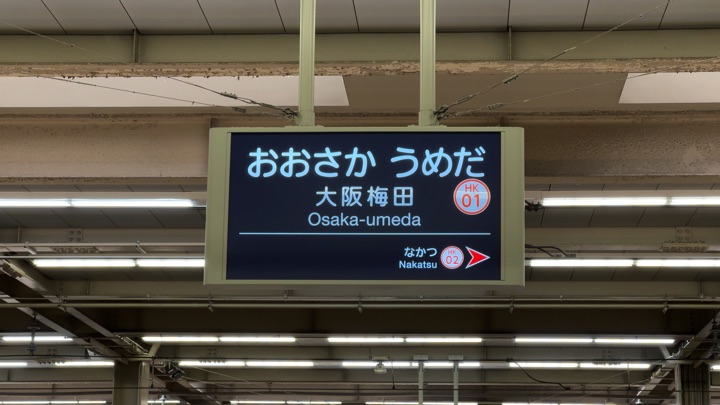 おおさか うめだ
大阪梅田
HK
01
Osaka-umeda
なかつ
Nakatsu
HK
02